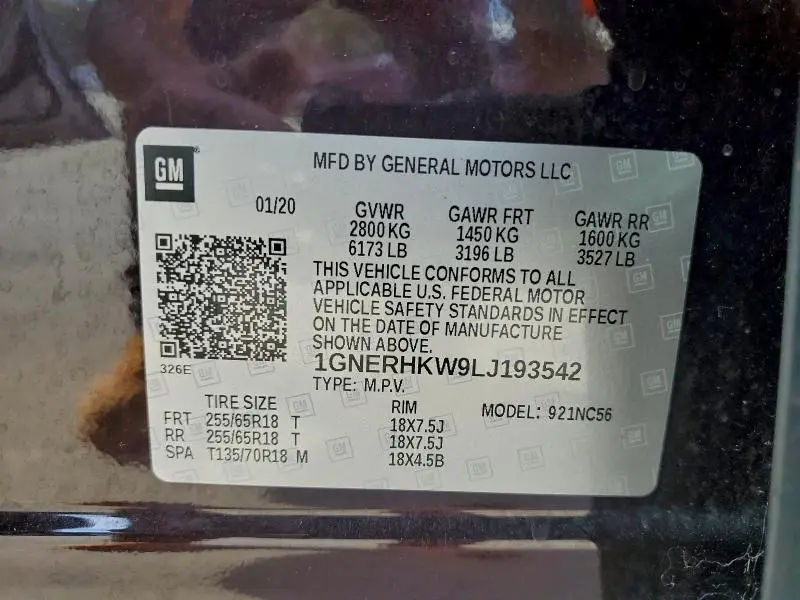 GM
MFD BY GENERAL MOTORS LLC
01/20 GVWR GAWR FRT GAWR RR
2800 KG 1450 KG 1600 KG
6173 LB 3196 LB 3527 LB
THIS VEHICLE CONFORMS TO ALL
APPLICABLE U.S. FEDERAL MOTOR
VEHICLE SAFETY STANDARDS IN EFFECT
ON THE DATE OF MANUFACTURE
SHOWN ABOVE.
326E
1GNERHKW9LJ193542
TYPE: M.P.V.
TIRE SIZE RIM MODEL: 921NC56
FRT 255/65R18 T 18X7.5J
RR 255/65R18 T 18X7.5J
SPA T135/70R18 M 18X4.5B